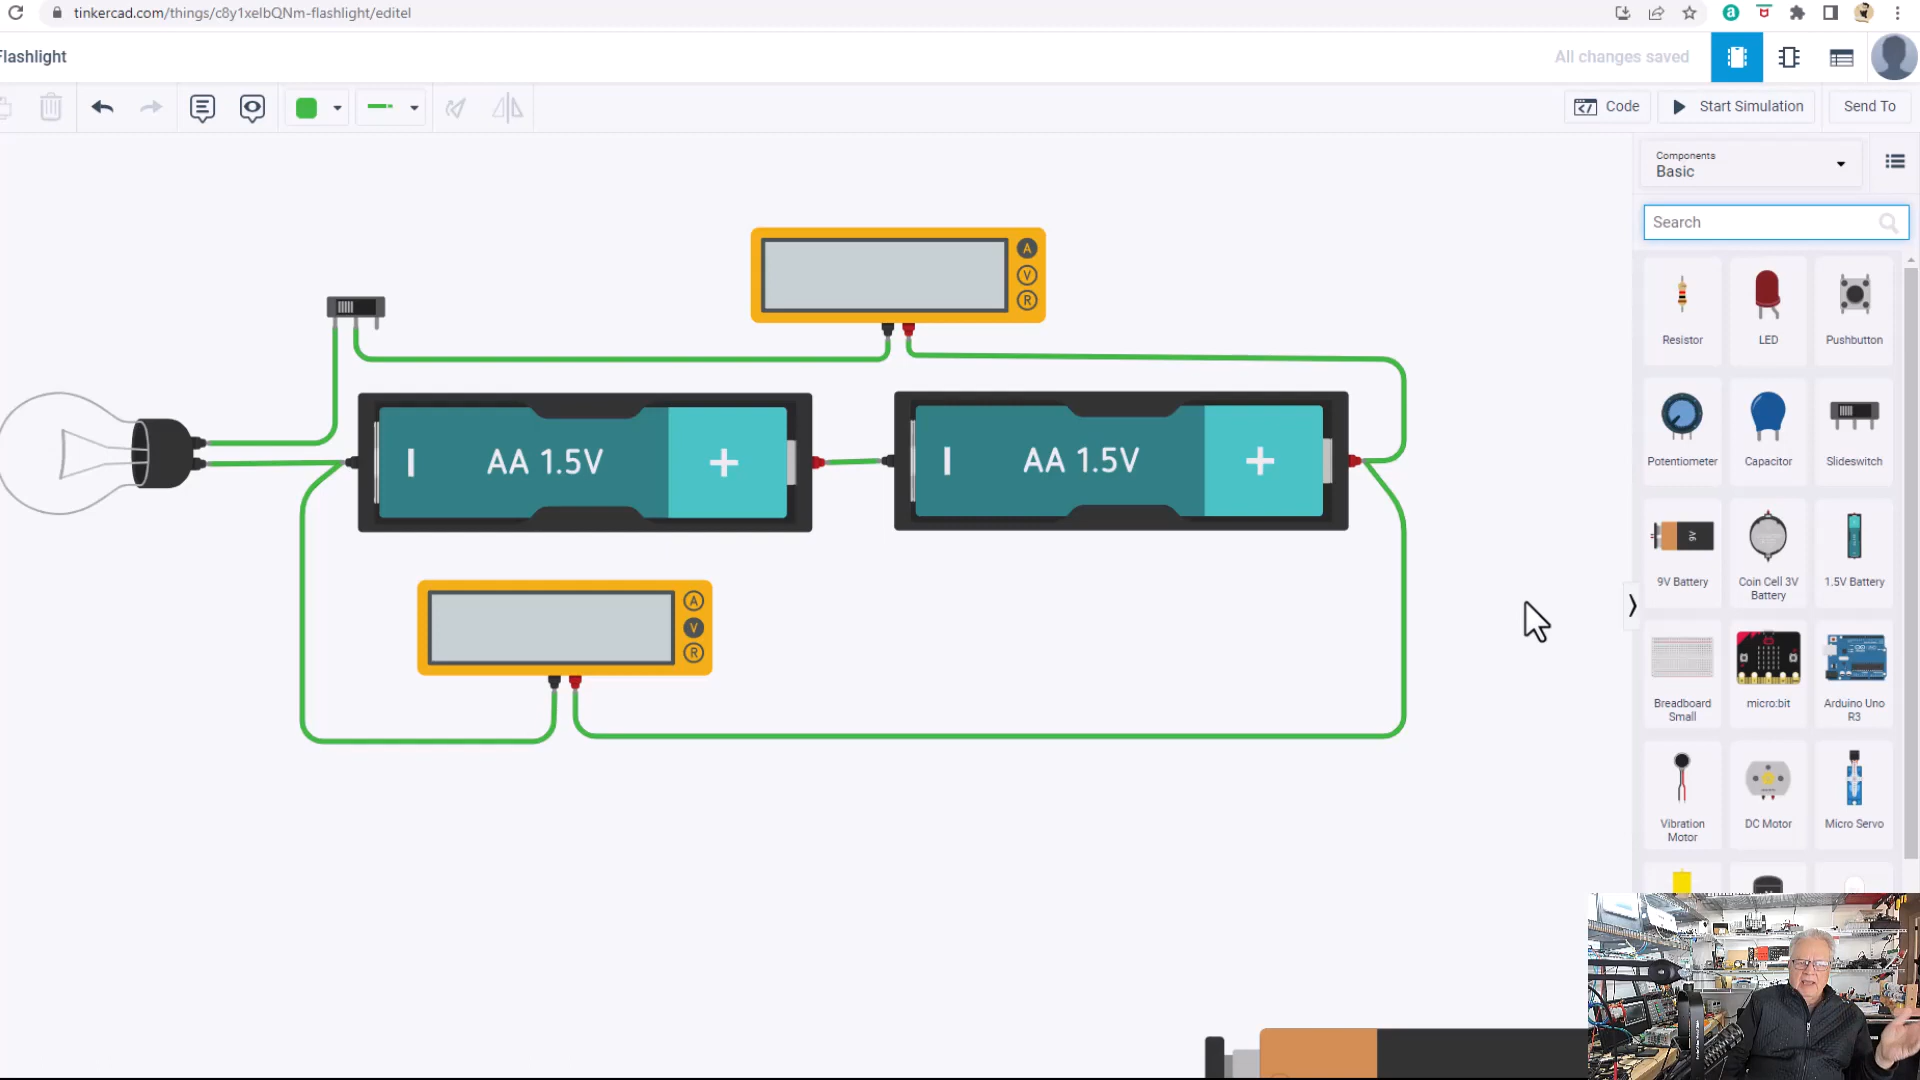 tinkercad.com/things/c8y1xelbQNm-flashlight/editel
Flashlight
All changes saved
Code
Start Simulation
Send To
Components
Basic
Search
A
V
R
AA 1.5V
+
AA 1.5V
+
A
V
R
Resistor
LED
Pushbutton
Potentiometer
Capacitor
Slideswitch
9V
9V Battery
Coin Cell 3V
Battery
1.5V Battery
Breadboard
Small
micro:bit
Arduino Uno
R3
Vibration
Motor
DC Motor
Micro Servo